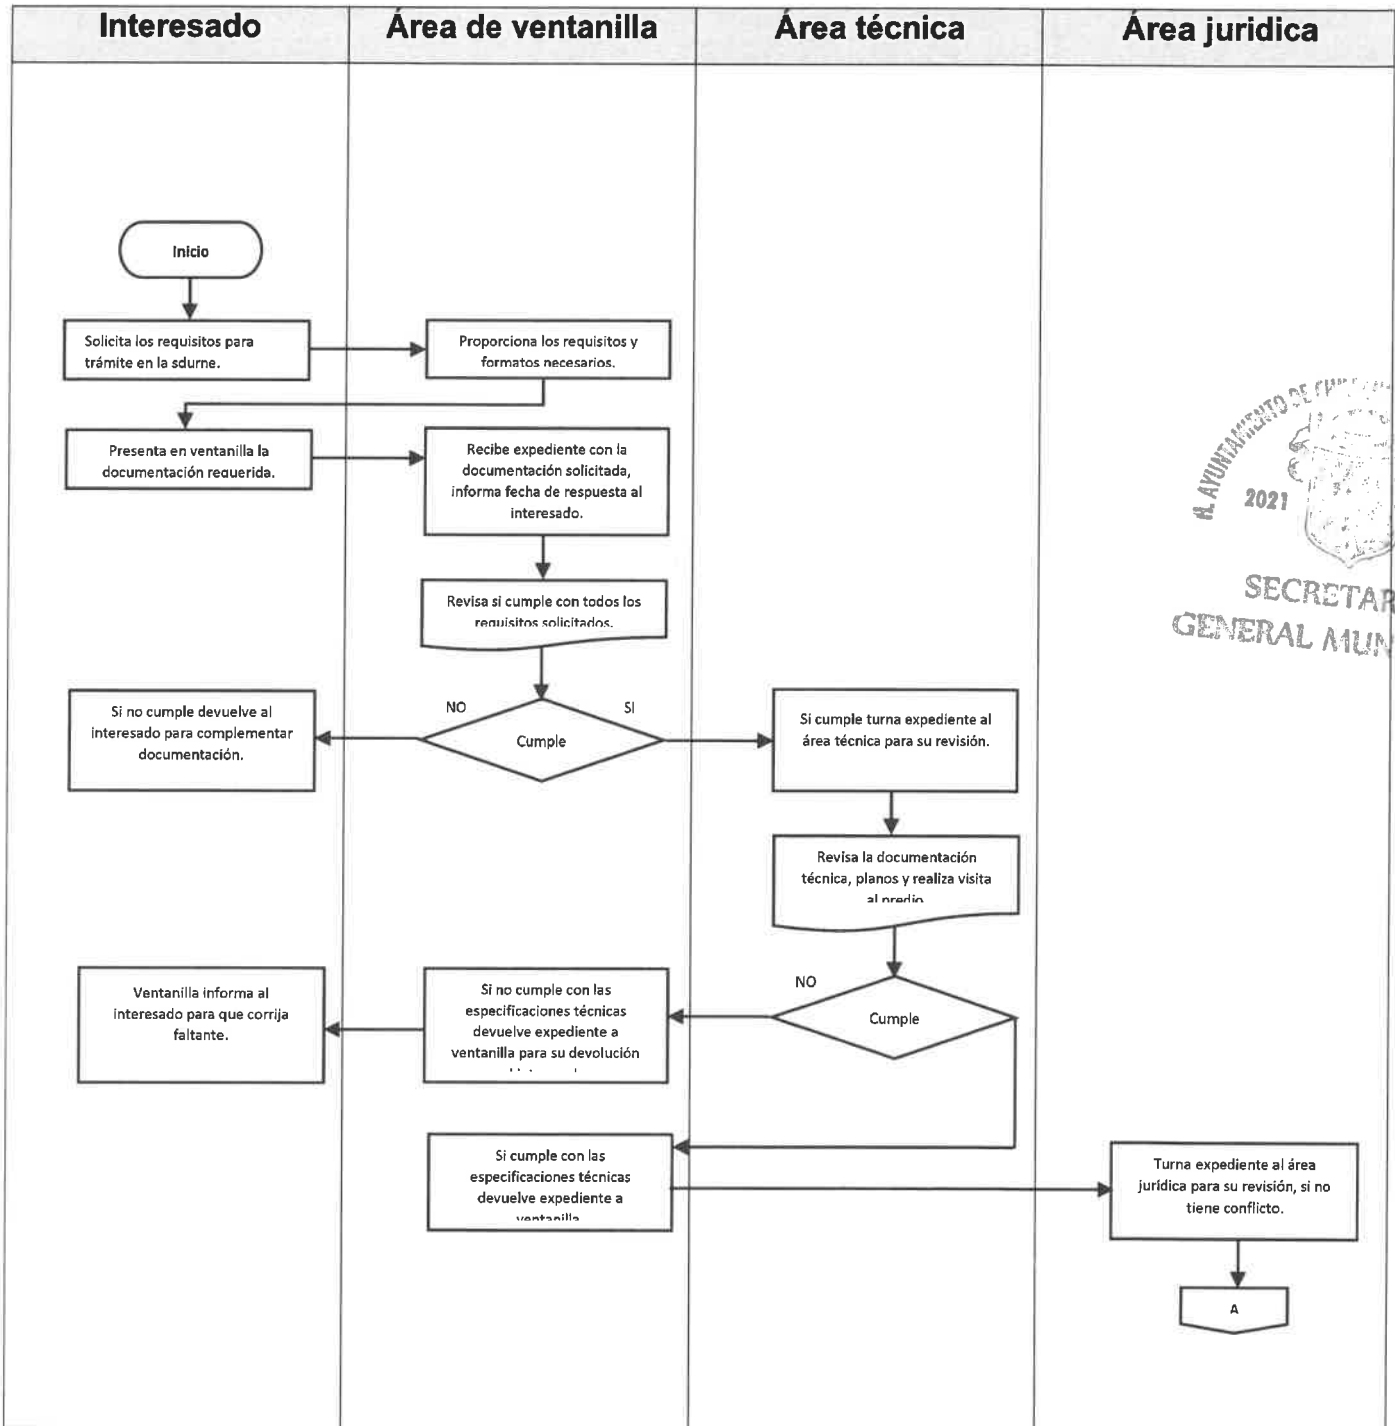 Interesado
Área de ventanilla
Área técnica
Área juridica
Inicio
Solicita los requisitos para
trámite en la sdurne.
Proporciona los requisitos y
formatos necesarios.
Presenta en ventanilla la
documentación requerida.
Recibe expediente con la
documentación solicitada,
informa fecha de respuesta al
interesado.
H. AYUNTAMIENTO DE
2021
SECRETAR
GENERAL MUN
Revisa si cumple con todos los
requisitos solicitados.
NO
SI
Cumple
Si no cumple devuelve al
interesado para complementar
documentación.
Si cumple turna expediente al
área técnica para su revisión.
Revisa la documentación
técnica, planos y realiza visita
al predio
NO
Cumple
Ventanilla informa al
interesado para que corrija
faltante.
Si no cumple con las
especificaciones técnicas
devuelve expediente a
ventanilla para su devolución
Si cumple con las
especificaciones técnicas
devuelve expediente a
ventanilla
Turna expediente al área
jurídica para su revisión, si no
tiene conflicto.
A